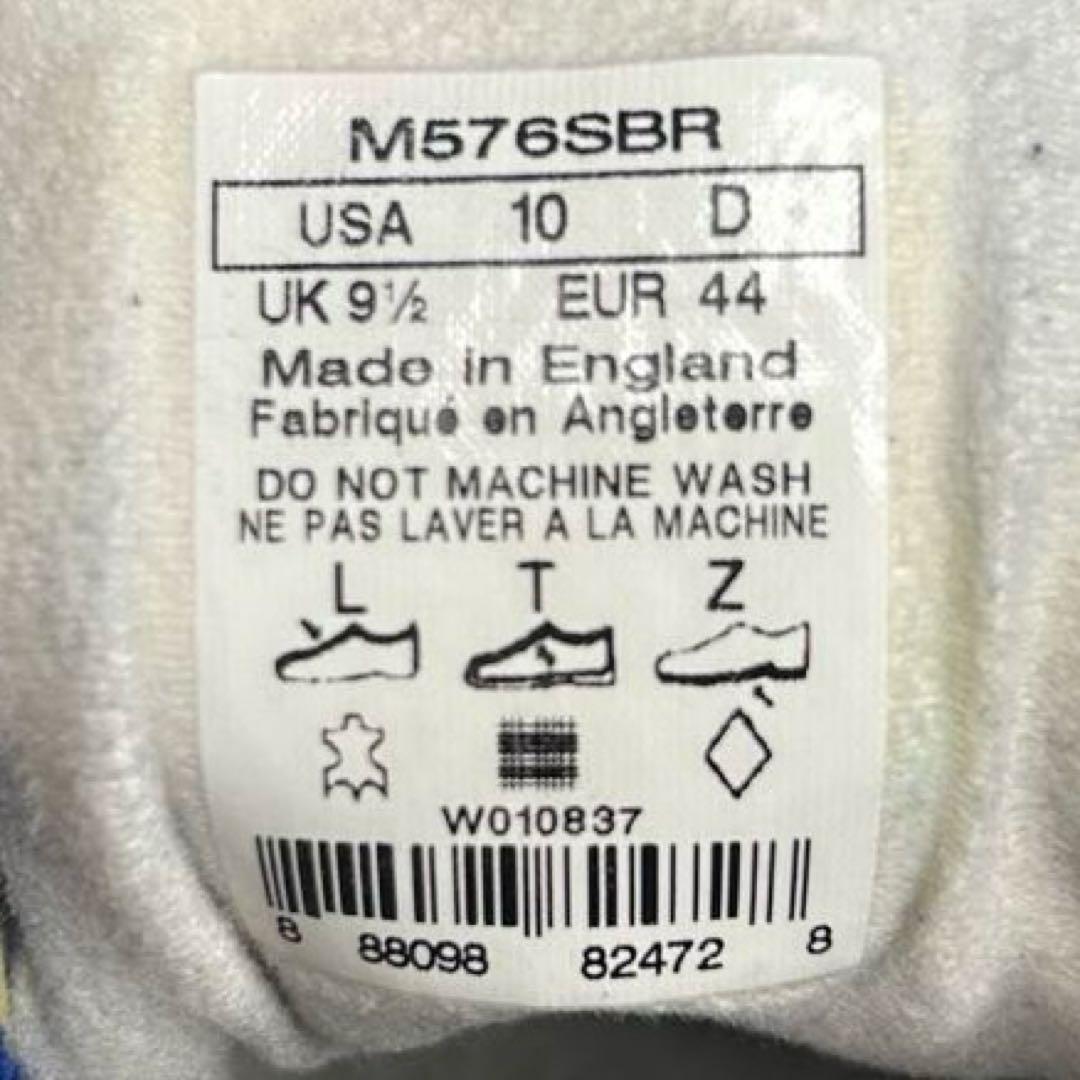 M576SBR
USA 10 D
UK 9½ EUR 44
Made in England
Fabriqué en Angleterre
DO NOT MACHINE WASH
NE PAS LAVER A LA MACHINE
L T Z
W010837
8 88098 82472 8